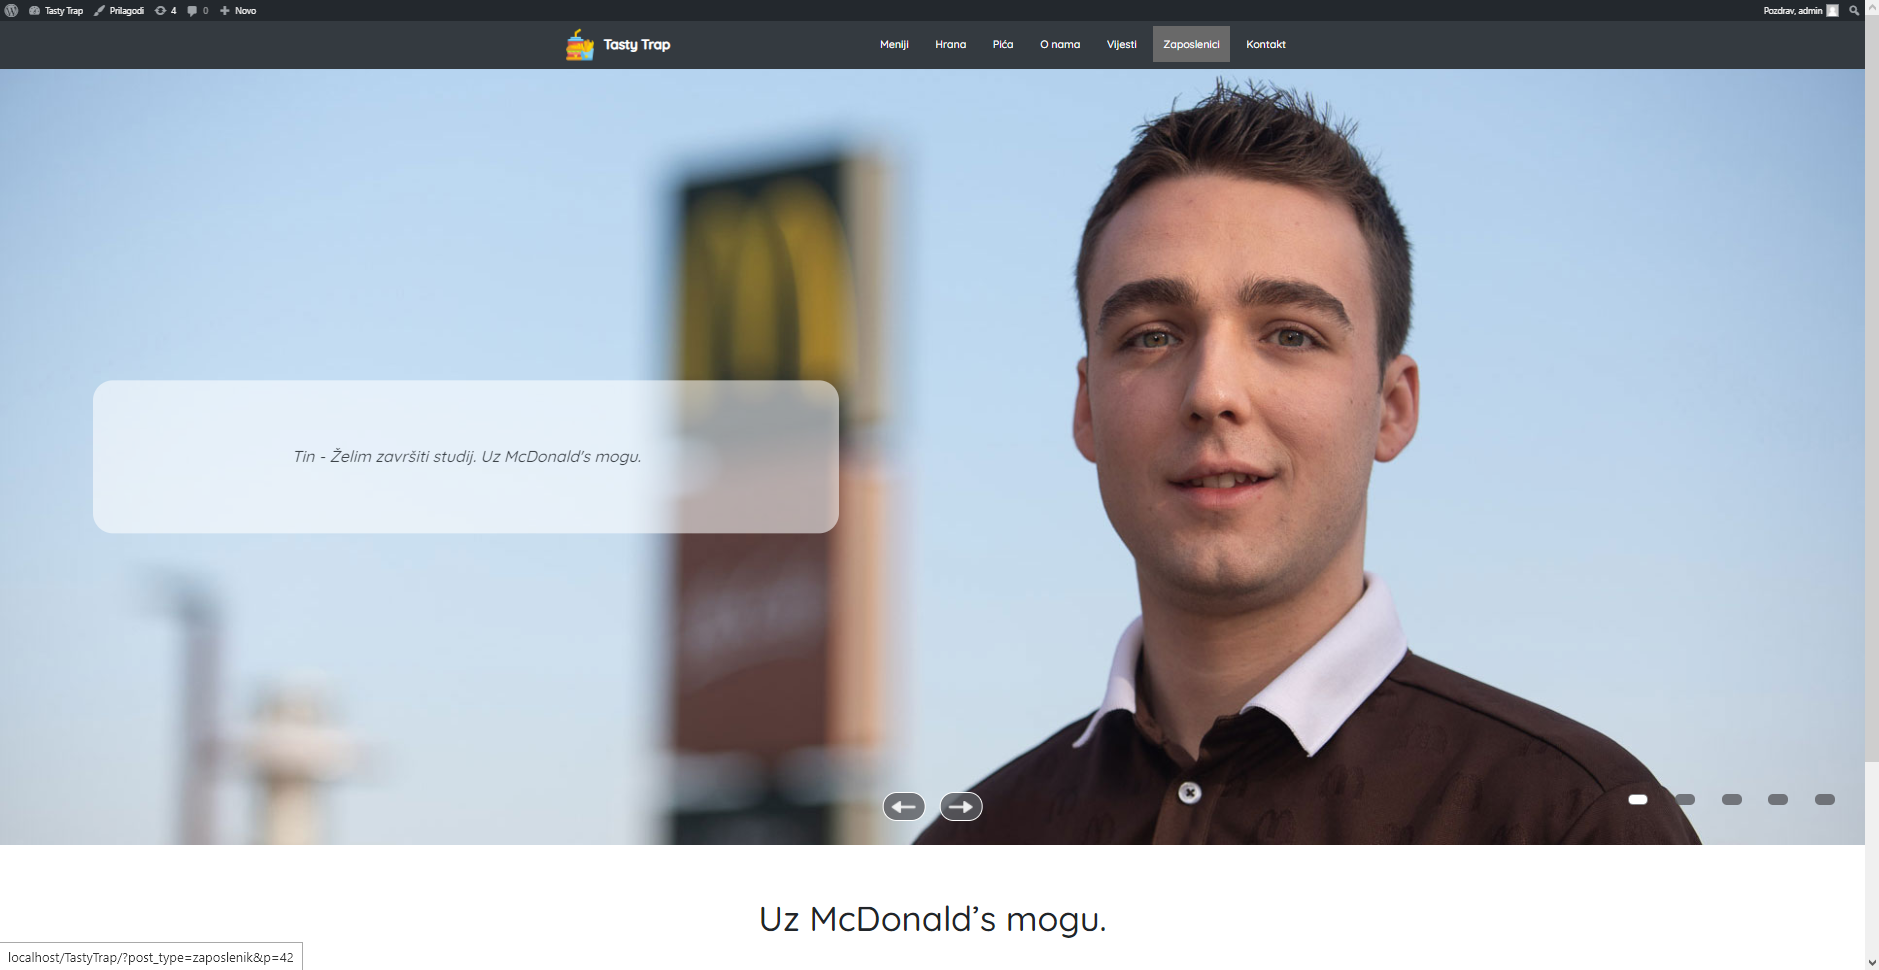 Tasty Trap Prilagodi 4 0 Novo Pozdrav, admin
Tasty Trap Meniji Hrana Pića O nama Vijesti Zaposlenici Kontakt
Tin - Želim završiti studij. Uz McDonald's mogu.
Uz McDonald’s mogu.
localhost/TastyTrap/?post_type=zaposlenik&p=42